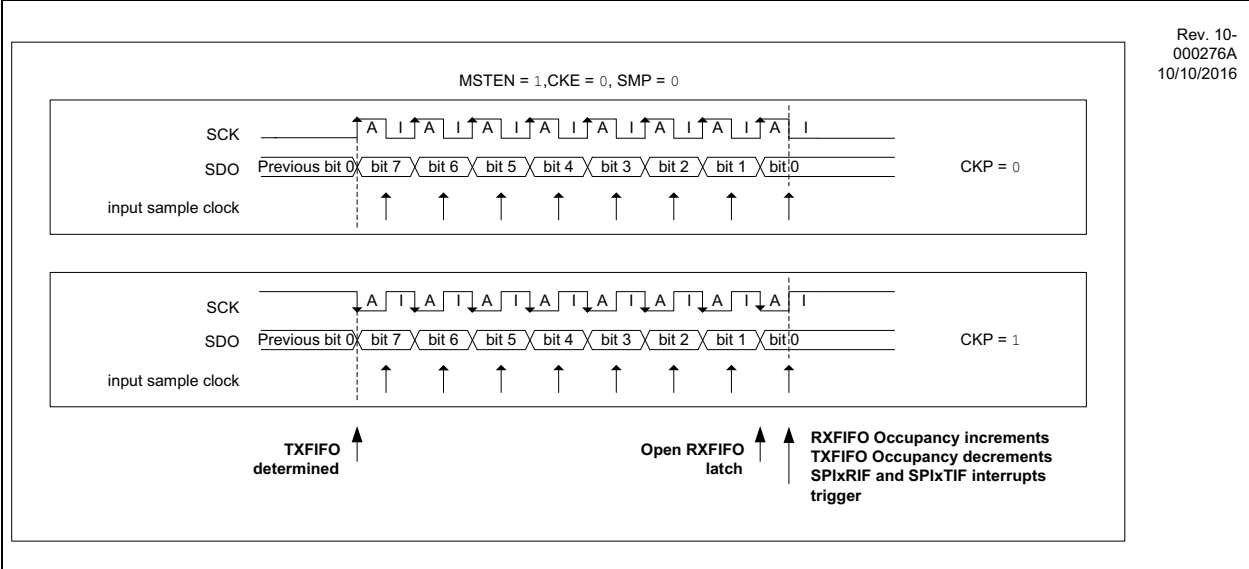 Rev. 10-
000276A
10/10/2016
MSTEN = 1,CKE = 0, SMP = 0
SCK A I A I A I A I A I A I A I A I
SDO Previous bit 0 bit 7 bit 6 bit 5 bit 4 bit 3 bit 2 bit 1 bit 0 CKP = 0
input sample clock
SCK A I A I A I A I A I A I A I A I
SDO Previous bit 0 bit 7 bit 6 bit 5 bit 4 bit 3 bit 2 bit 1 bit 0 CKP = 1
input sample clock
TXFIFO
determined
Open RXFIFO
latch
RXFIFO Occupancy increments
TXFIFO Occupancy decrements
SPIxRIF and SPIxTIF interrupts
trigger